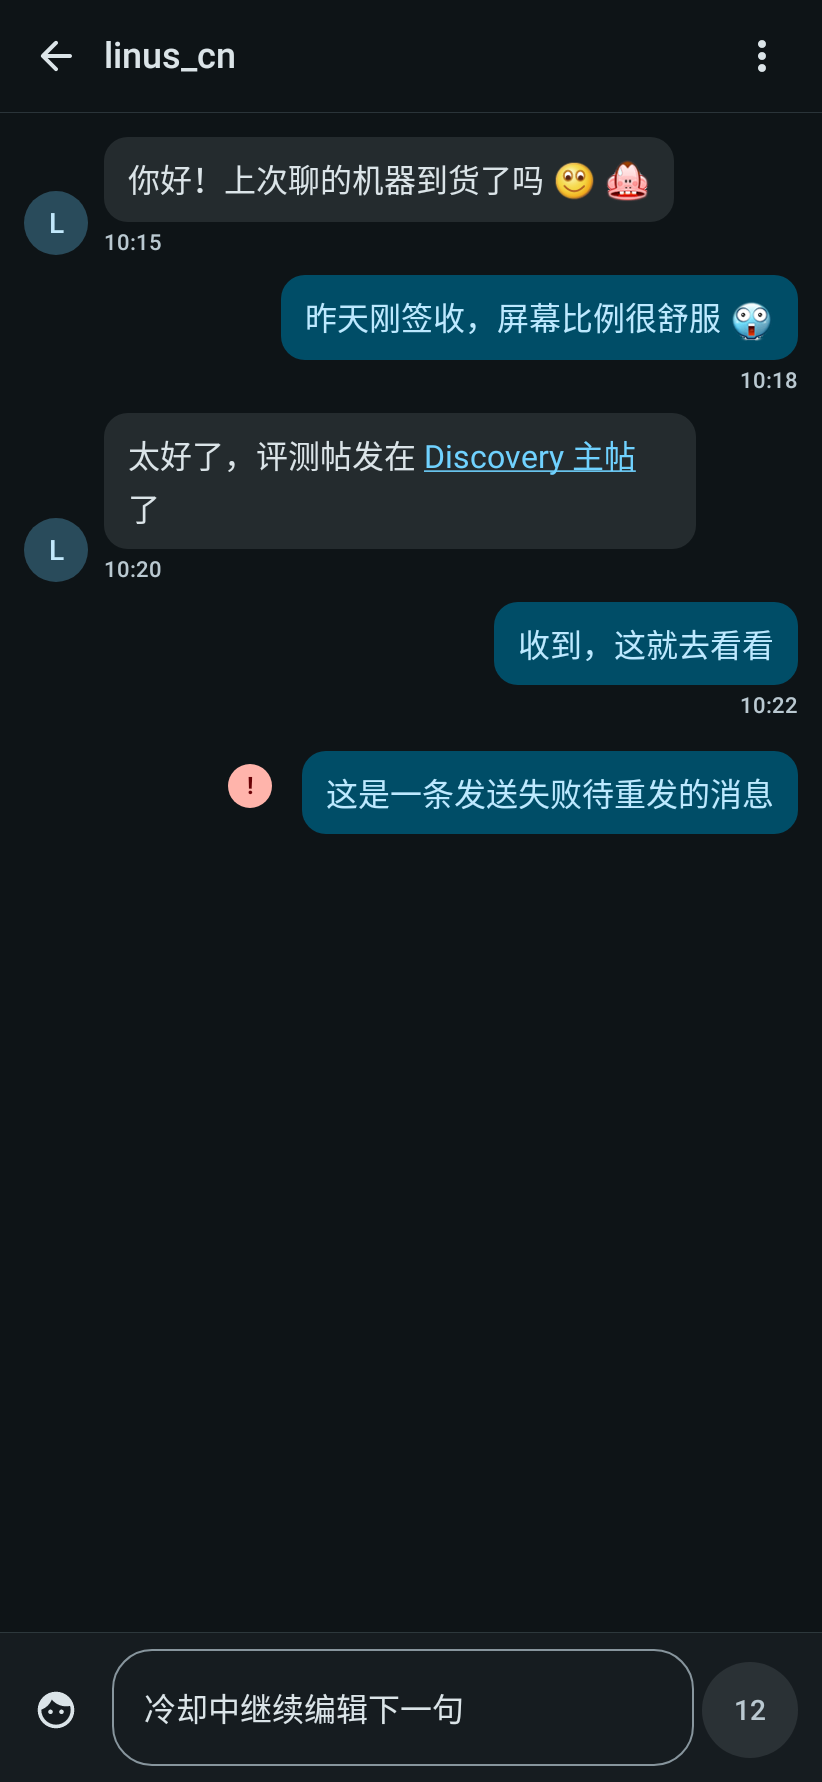 linus_cn
你好！上次聊的机器到货了吗
L
10:15
昨天刚签收，屏幕比例很舒服
10:18
太好了，评测帖发在 Discovery 主帖
了
L
10:20
收到，这就去看看
10:22
!
这是一条发送失败待重发的消息
冷却中继续编辑下一句
12